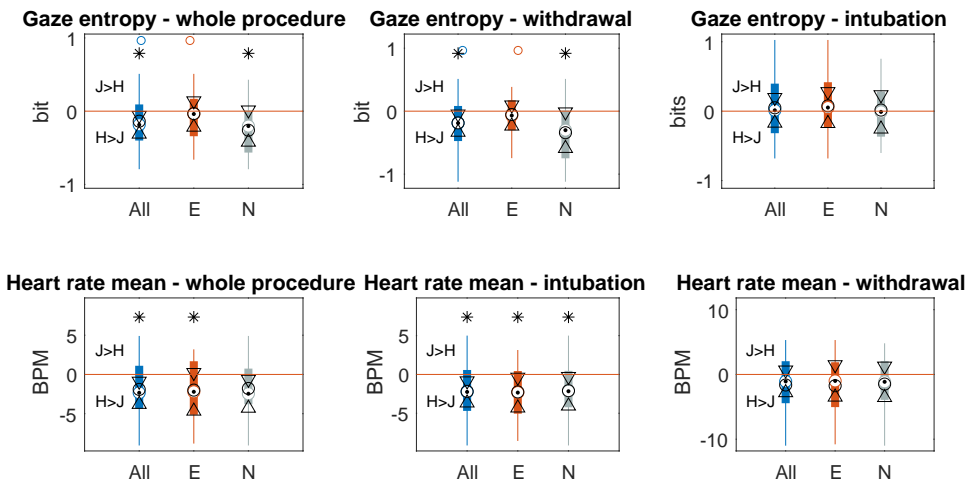 Gaze entropy - whole procedure
Gaze entropy - withdrawal
Gaze entropy - intubation
1
0
-1
bit
J>H
H>J
All
E
N
1
0
-1
bit
J>H
H>J
All
E
N
1
0
-1
bits
J>H
H>J
All
E
N
Heart rate mean - whole procedure
Heart rate mean - intubation
Heart rate mean - withdrawal
5
0
-5
BPM
J>H
H>J
All
E
N
5
0
-5
BPM
J>H
H>J
All
E
N
10
0
-10
BPM
J>H
H>J
All
E
N